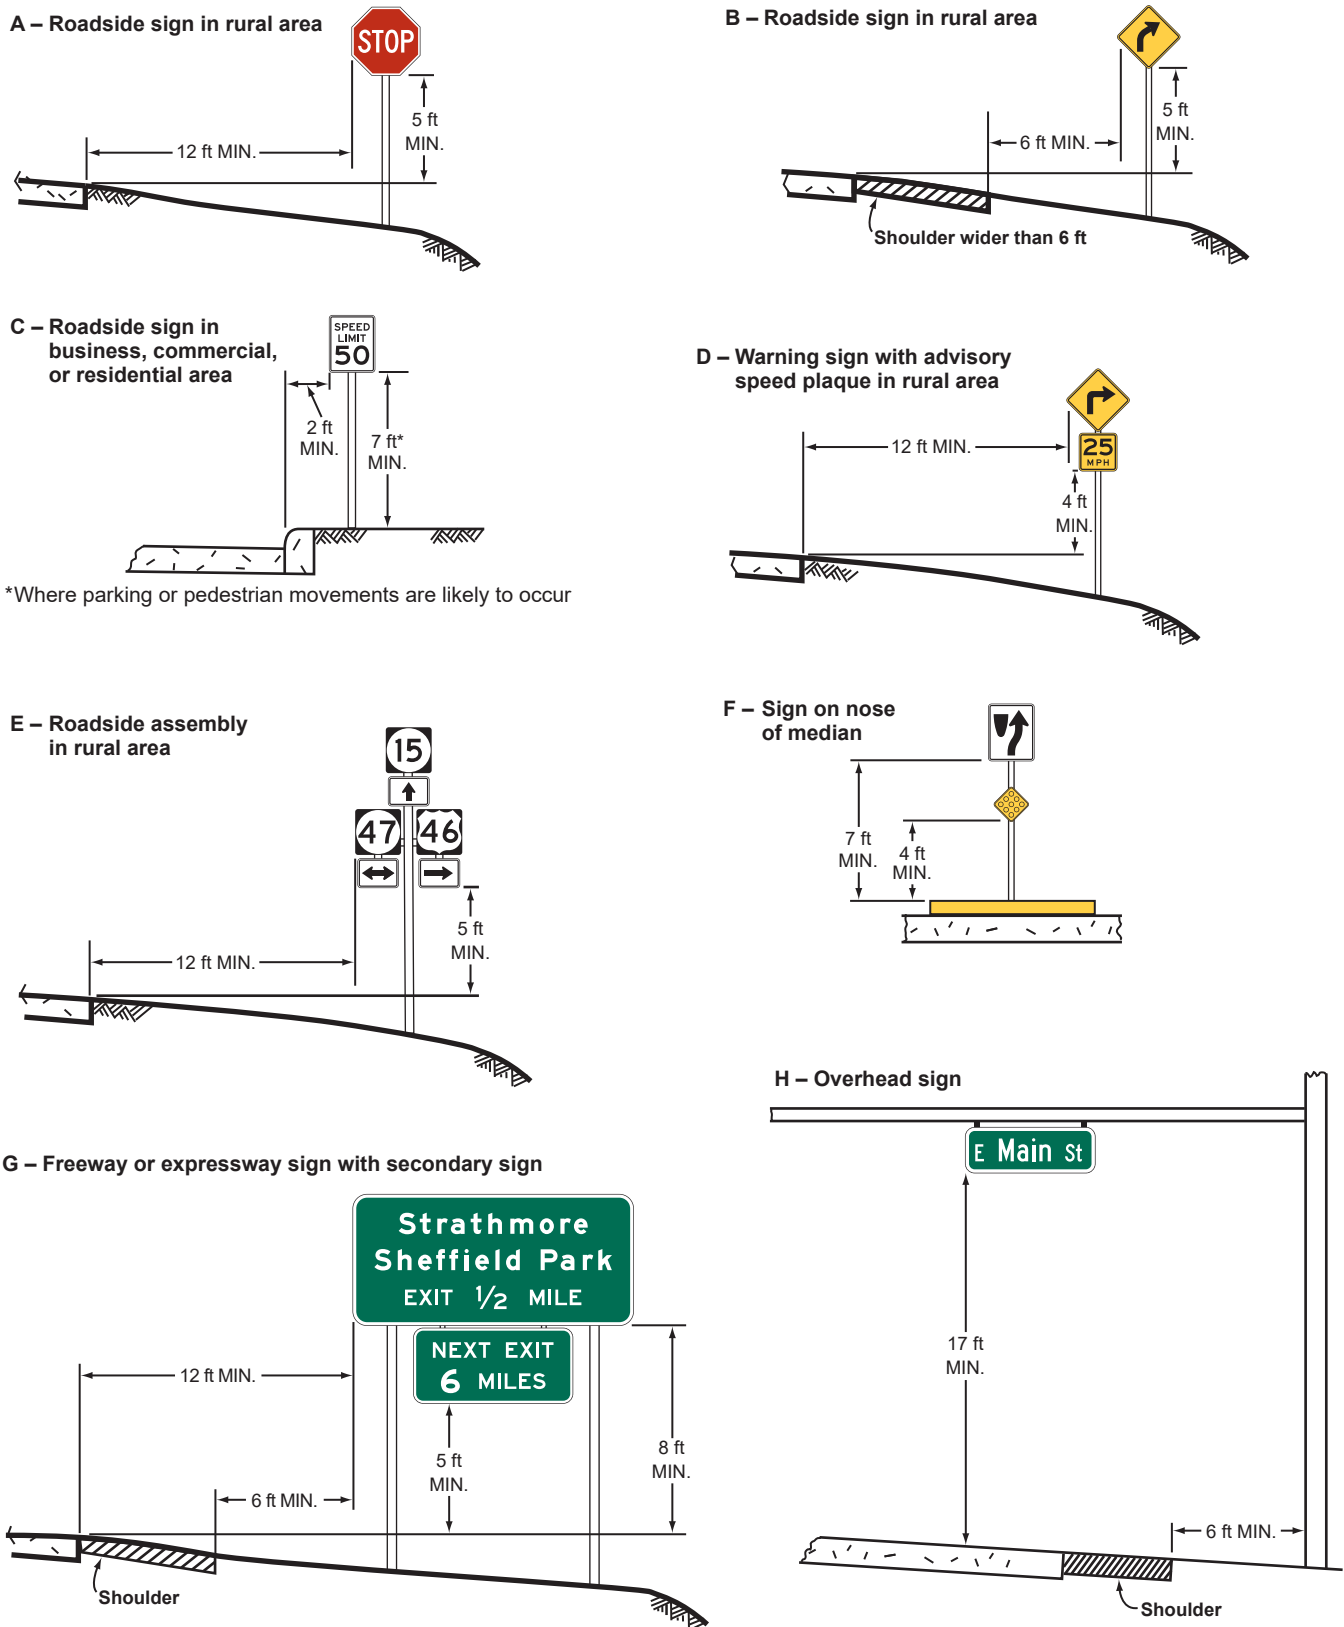 A – Roadside sign in rural area
STOP
5 ft
MIN.
12 ft MIN.
B – Roadside sign in rural area
5 ft
MIN.
6 ft MIN.
Shoulder wider than 6 ft
C – Roadside sign in
business, commercial,
or residential area
SPEED
LIMIT
50
2 ft
MIN.
7 ft*
MIN.
*Where parking or pedestrian movements are likely to occur
D – Warning sign with advisory
speed plaque in rural area
25
MPH
12 ft MIN.
4 ft
MIN.
E – Roadside assembly
in rural area
15
47
46
5 ft
MIN.
12 ft MIN.
F – Sign on nose
of median
7 ft
MIN.
4 ft
MIN.
G – Freeway or expressway sign with secondary sign
Strathmore
Sheffield Park
EXIT 1/2 MILE
NEXT EXIT
6 MILES
12 ft MIN.
5 ft
MIN.
8 ft
MIN.
6 ft MIN.
Shoulder
H – Overhead sign
E Main St
17 ft
MIN.
6 ft MIN.
Shoulder